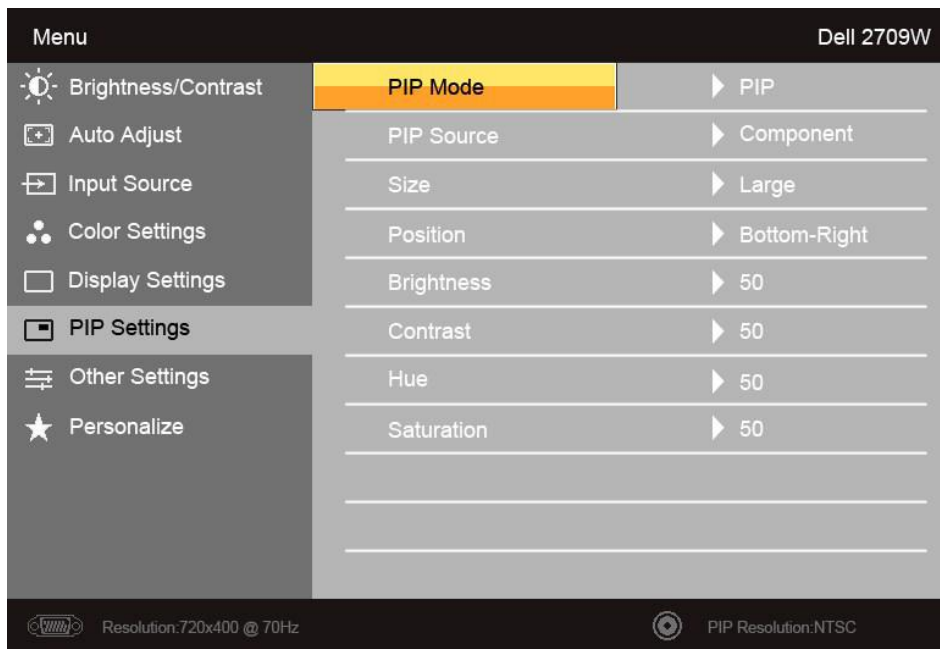 Menu
Dell 2709W
Brightness/Contrast
Auto Adjust
Input Source
Color Settings
Display Settings
PIP Settings
Other Settings
Personalize
PIP Mode PIP
PIP Source Component
Size Large
Position Bottom-Right
Brightness 50
Contrast 50
Hue 50
Saturation 50
Resolution:720x400 @ 70Hz
PIP Resolution:NTSC